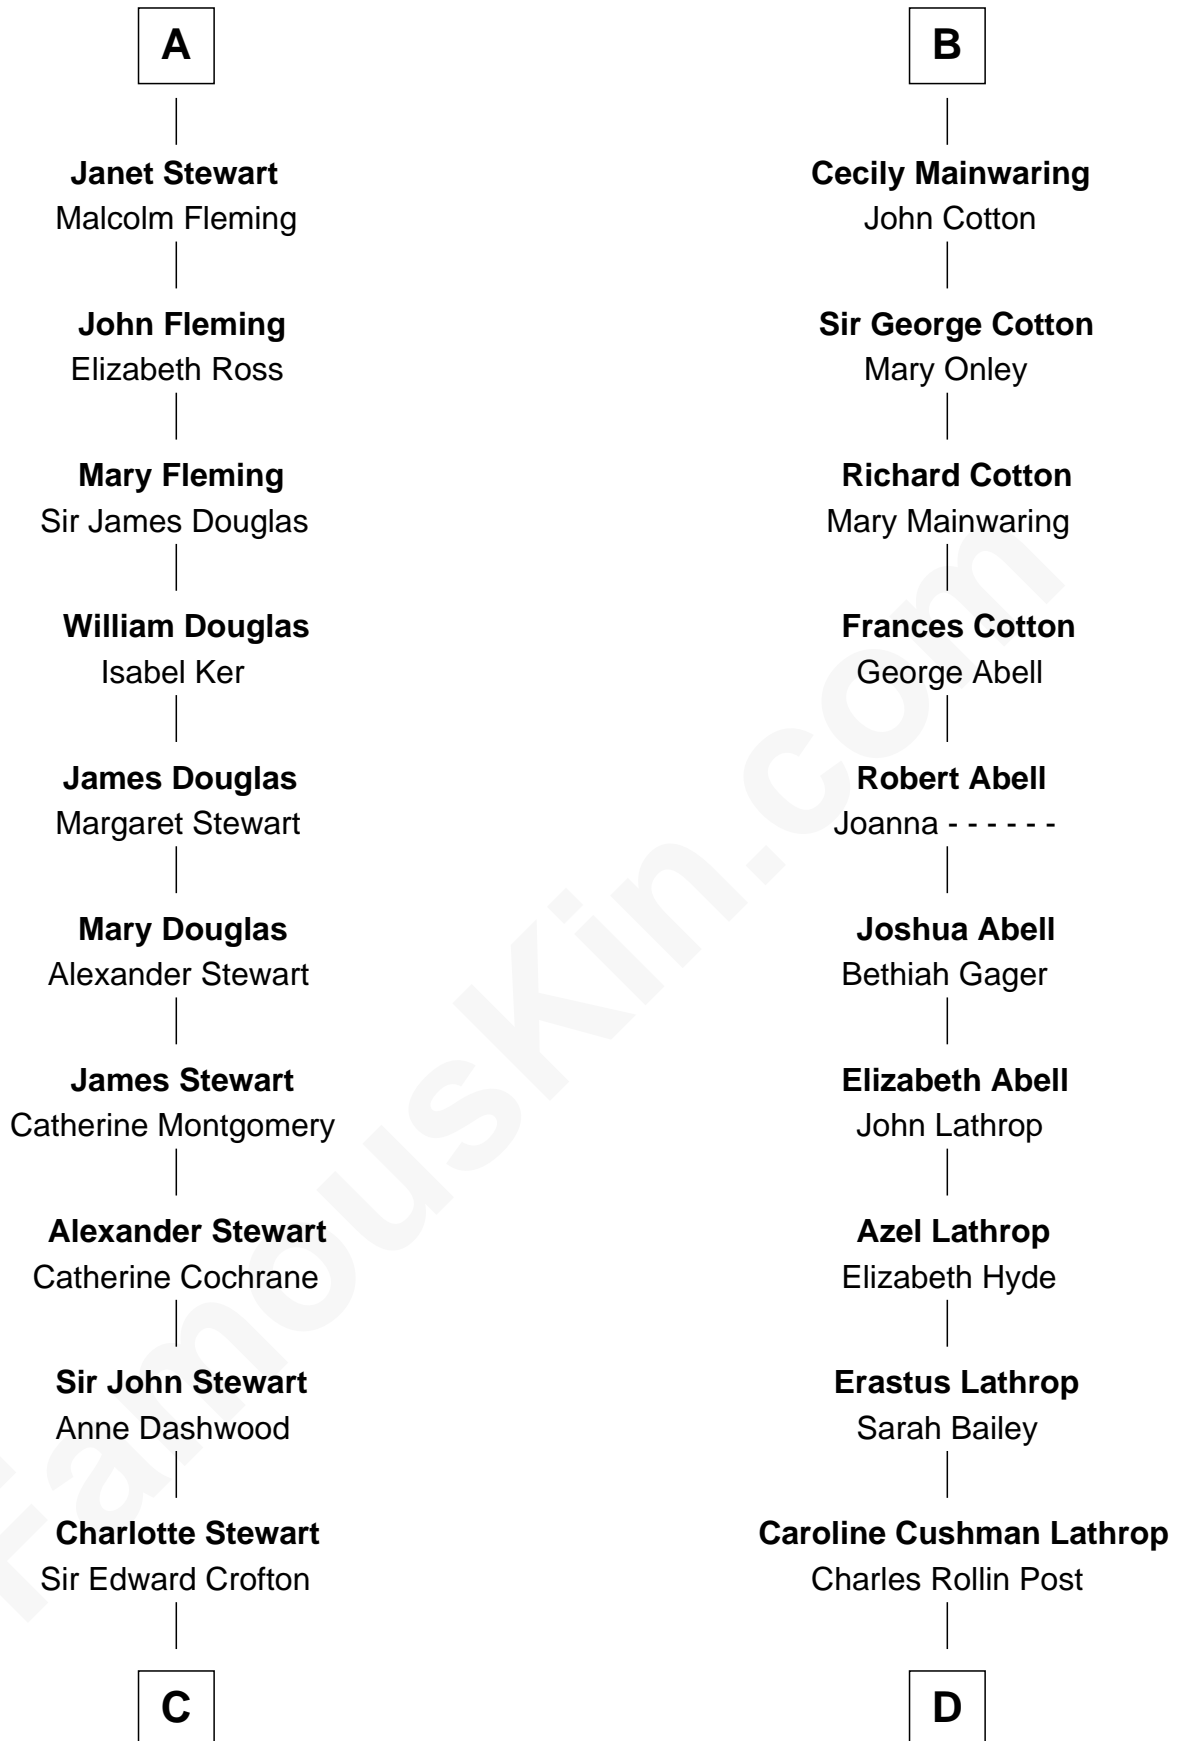 A
Janet Stewart
Malcolm Fleming
John Fleming
Elizabeth Ross
Mary Fleming
Sir James Douglas
William Douglas
Isabel Ker
James Douglas
Margaret Stewart
Mary Douglas
Alexander Stewart
James Stewart
Catherine Montgomery
Alexander Stewart
Catherine Cochrane
Sir John Stewart
Anne Dashwood
Charlotte Stewart
Sir Edward Crofton
C
B
Cecily Mainwaring
John Cotton
Sir George Cotton
Mary Onley
Richard Cotton
Mary Mainwaring
Frances Cotton
George Abell
Robert Abell
Joanna - - - - - -
Joshua Abell
Bethiah Gager
Elizabeth Abell
John Lathrop
Azel Lathrop
Elizabeth Hyde
Erastus Lathrop
Sarah Bailey
Caroline Cushman Lathrop
Charles Rollin Post
D
FamousKin.com